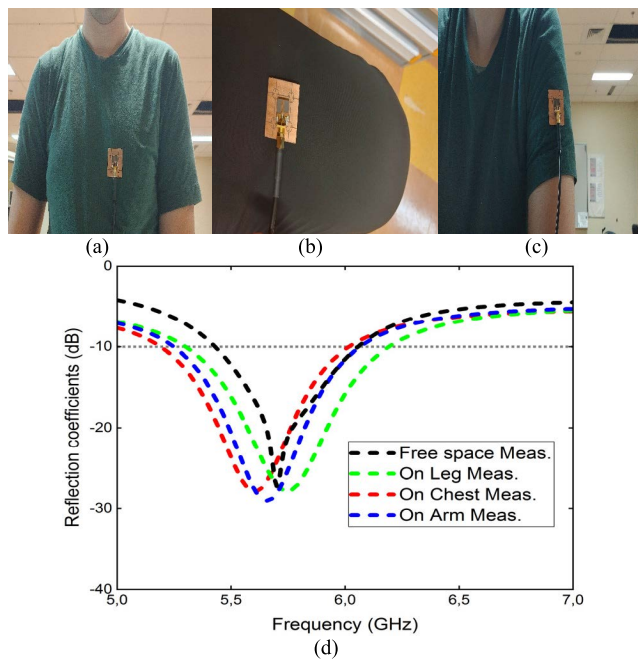 (a) (b) (c)
0
-10
-20
-30
-40
Reflection coefficients (dB)
Free space Meas.
On Leg Meas.
On Chest Meas.
On Arm Meas.
5,0 5,5 6,0 6,5 7,0
Frequency (GHz)
(d)